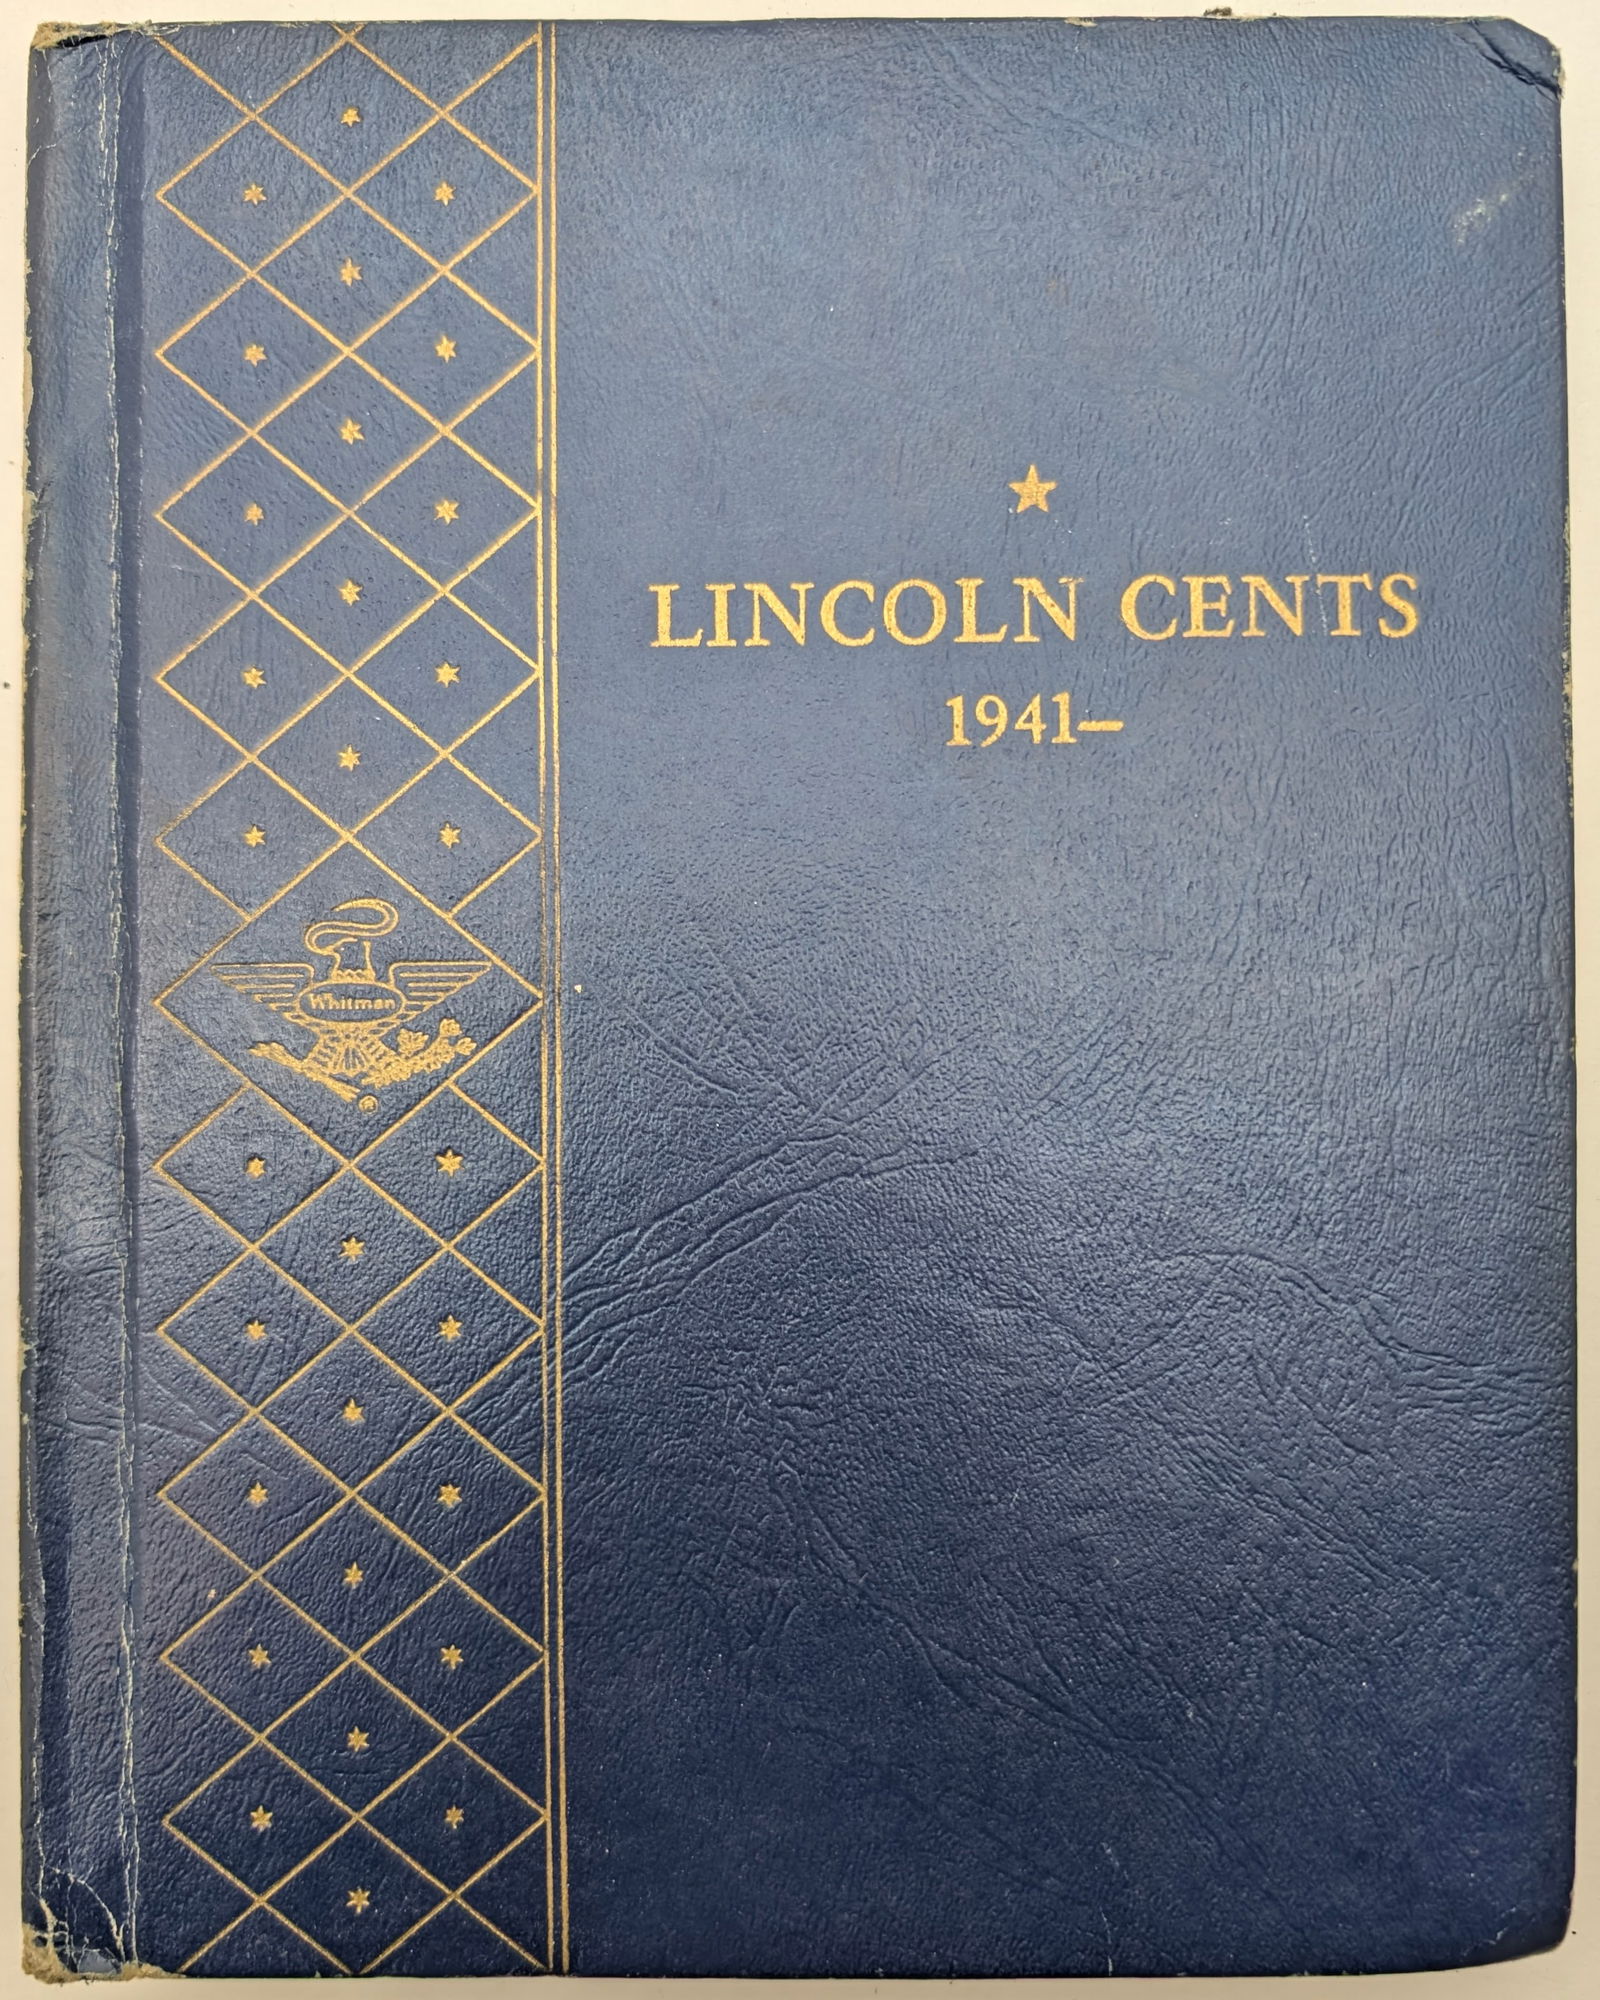 LINCOLN CENTS
1941–
Whitman
®